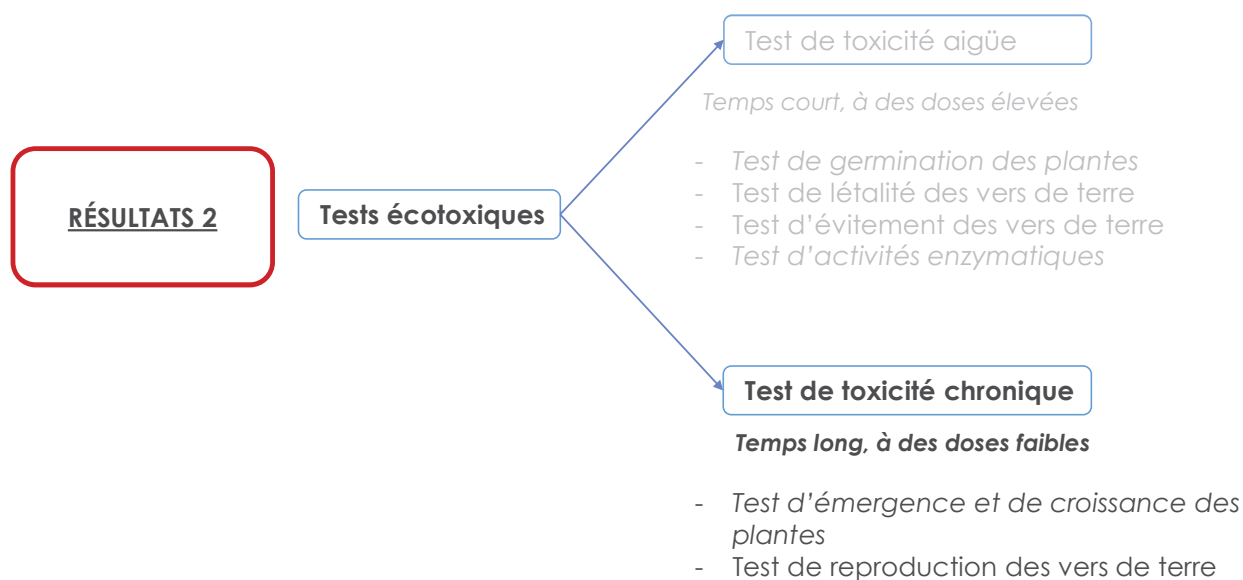 RÉSULTATS 2
Tests écotoxiques
Test de toxicité aigüe
Temps court, à des doses élevées
- Test de germination des plantes
- Test de létalité des vers de terre
- Test d’évitement des vers de terre
- Test d’activités enzymatiques
Test de toxicité chronique
Temps long, à des doses faibles
- Test d’émergence et de croissance des
plantes
- Test de reproduction des vers de terre